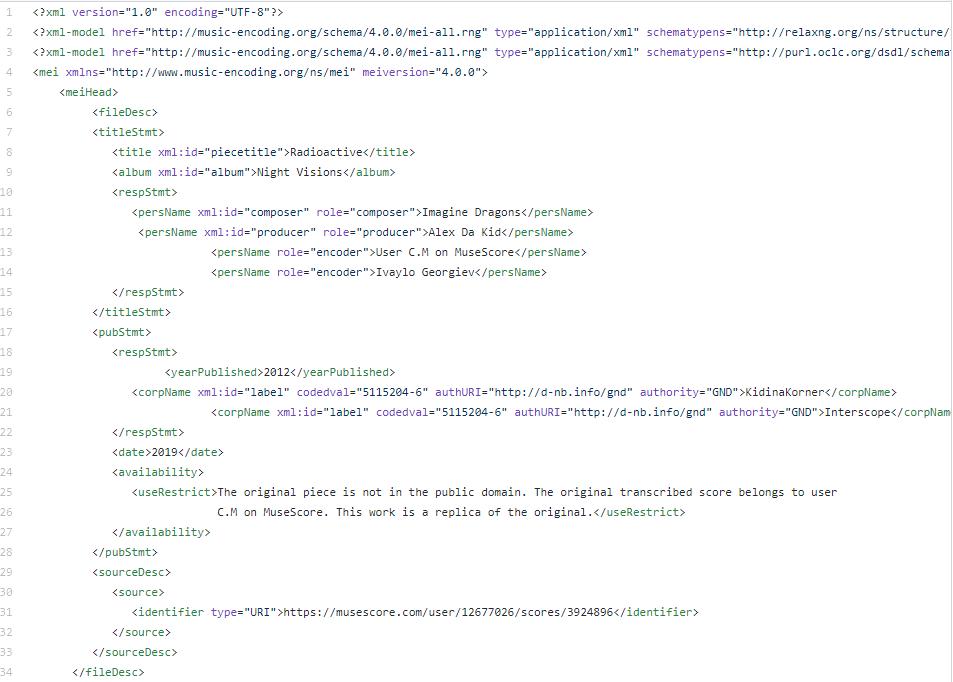 1 <?xml version="1.0" encoding="UTF-8"?>
2 <?xml-model href="http://music-encoding.org/schema/4.0.0/mei-all.rng" type="application/xml" schematypens="http://relaxng.org/ns/structure/
3 <?xml-model href="http://music-encoding.org/schema/4.0.0/mei-all.rng" type="application/xml" schematypens="http://purl.oclc.org/dsdl/schema
4 <mei xmlns="http://www.music-encoding.org/ns/mei" meiversion="4.0.0">
5 <meiHead>
6 <fileDesc>
7 <titleStmt>
8 <title xml:id="piecetitle">Radioactive</title>
9 <album xml:id="album">Night Visions</album>
10 <respStmt>
11 <persName xml:id="composer" role="composer">Imagine Dragons</persName>
12 <persName xml:id="producer" role="producer">Alex Da Kid</persName>
13 <persName role="encoder">User C.M on MuseScore</persName>
14 <persName role="encoder">Ivaylo Georgiev</persName>
15 </respStmt>
16 </titleStmt>
17 <pubStmt>
18 <respStmt>
19 <yearPublished>2012</yearPublished>
20 <corpName xml:id="label" codedval="5115204-6" authURI="http://d-nb.info/gnd" authority="GND">KidinaKorner</corpName>
21 <corpName xml:id="label" codedval="5115204-6" authURI="http://d-nb.info/gnd" authority="GND">Interscope</corpName
22 </respStmt>
23 <date>2019</date>
24 <availability>
25 <useRestrict>The original piece is not in the public domain. The original transcribed score belongs to user
26 C.M on MuseScore. This work is a replica of the original.</useRestrict>
27 </availability>
28 </pubStmt>
29 <sourceDesc>
30 <source>
31 <identifier type="URI">https://musescore.com/user/12677026/scores/3924896</identifier>
32 </source>
33 </sourceDesc>
34 </fileDesc>